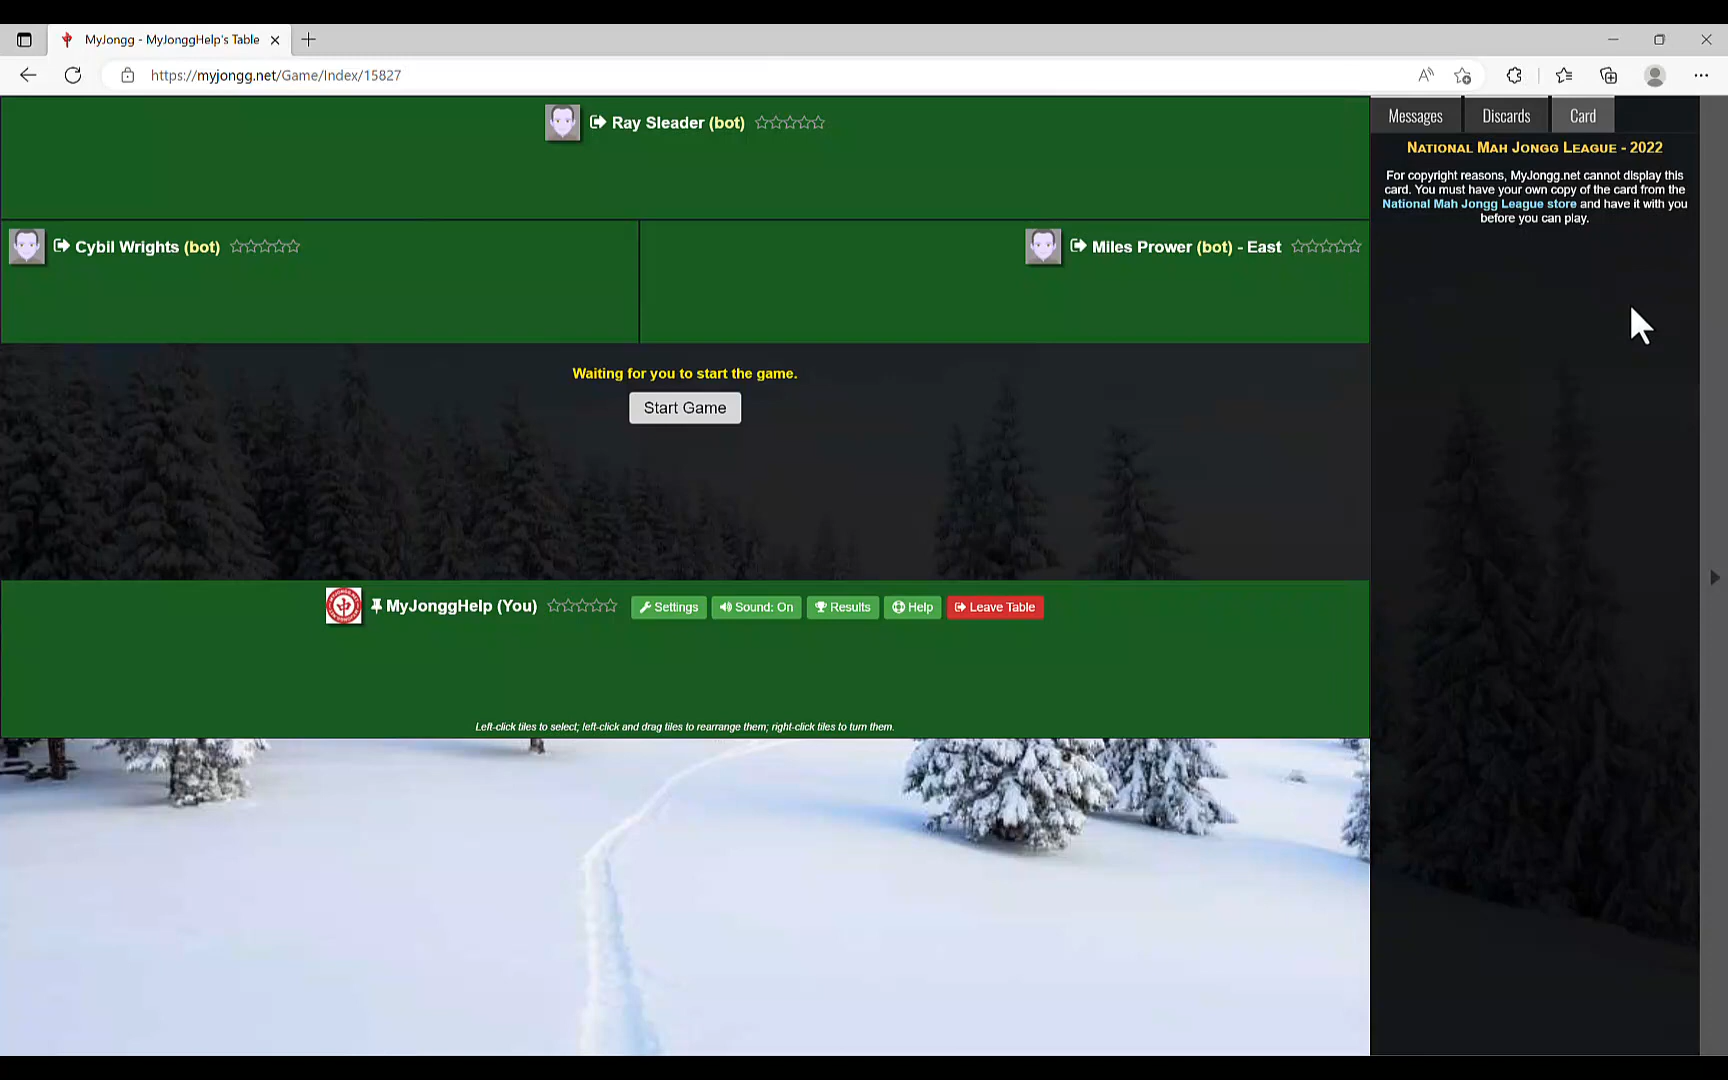 MyJongg - MyJonggHelp's Table
https://myjongg.net/Game/Index/15827
Ray Sleader (bot)
Messages
Discards
Card
NATIONAL MAH JONGG LEAGUE - 2022
For copyright reasons, MyJongg.net cannot display this
card. You must have your own copy of the card from the
National Mah Jongg League store and have it with you
before you can play.
Cybil Wrights (bot)
Miles Prower (bot) - East
Waiting for you to start the game.
Start Game
MyJonggHelp (You)
Settings
Sound: On
Results
Help
Leave Table
Left-click tiles to select; left-click and drag tiles to rearrange them; right-click tiles to turn them.